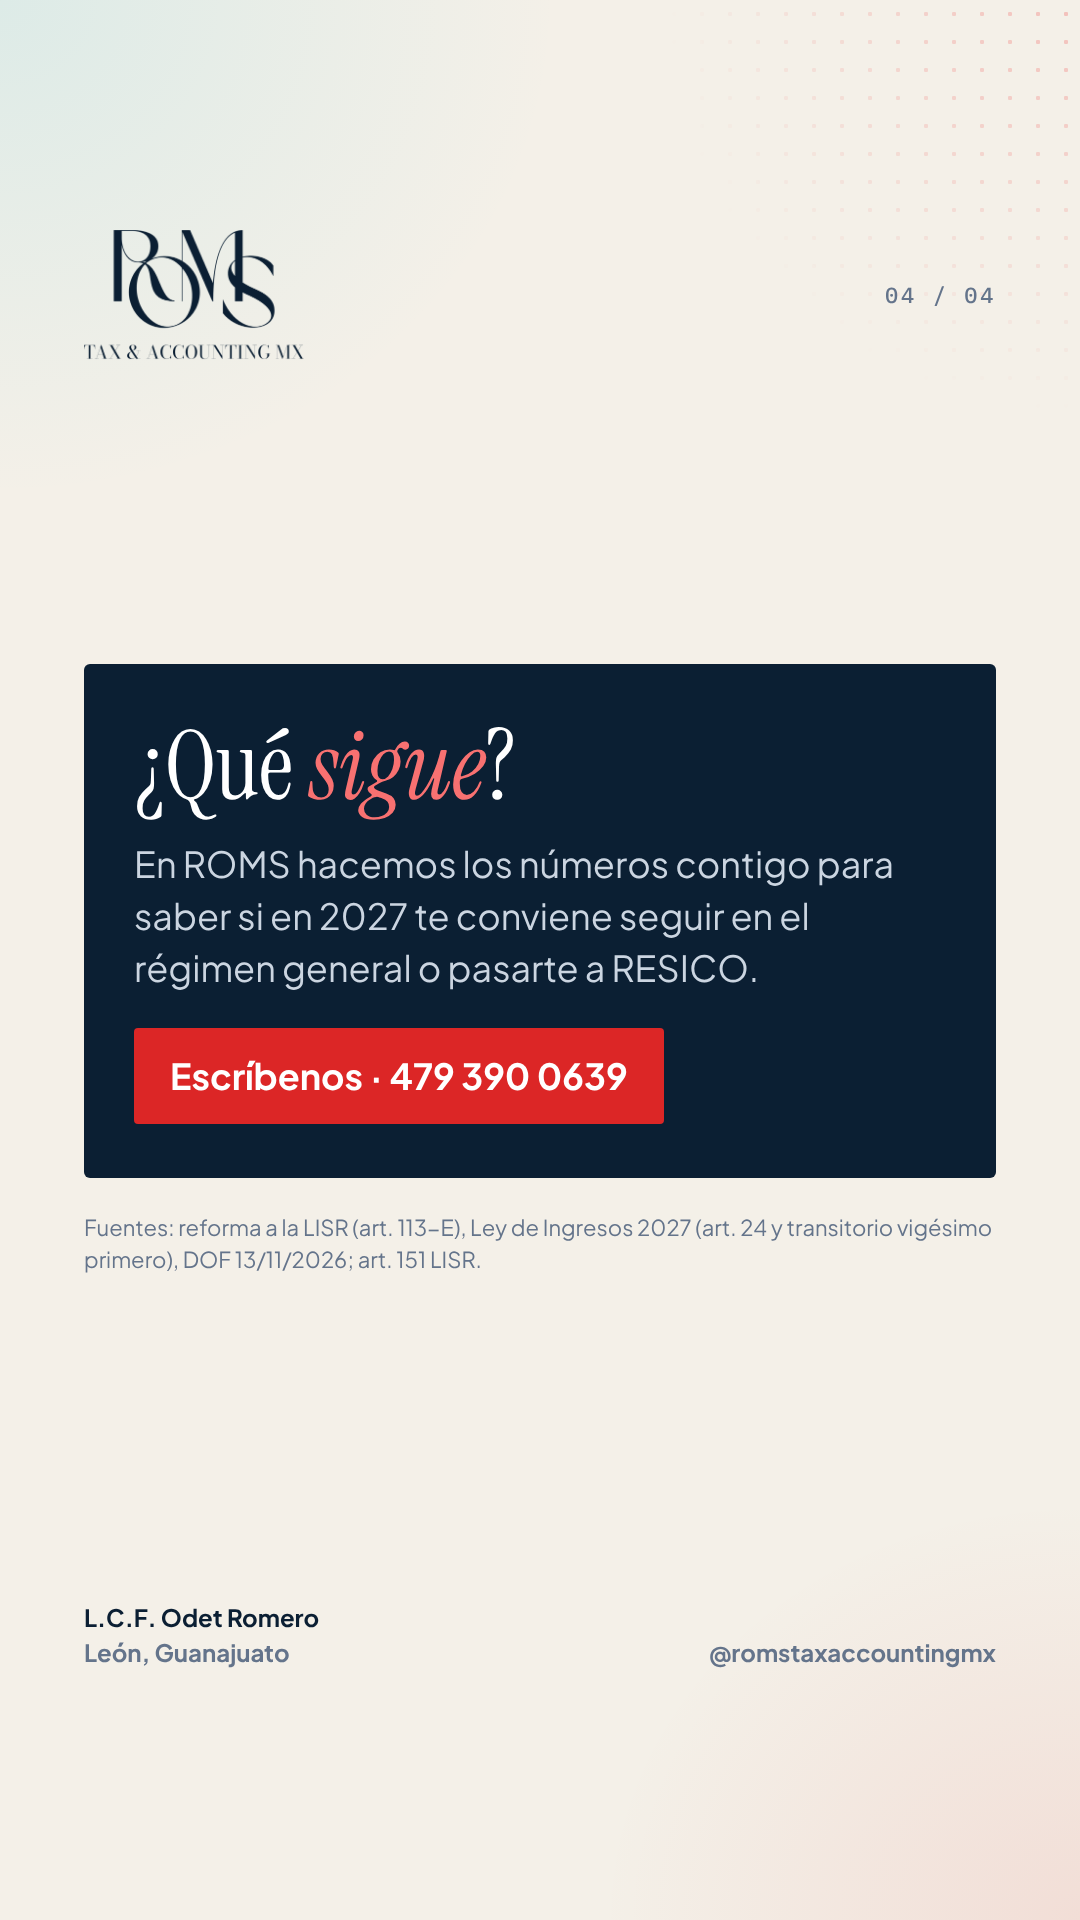 ROMS
TAX & ACCOUNTING MX
04 / 04
¿Qué sigue?
En ROMS hacemos los números contigo para
saber si en 2027 te conviene seguir en el
régimen general o pasarte a RESICO.
Escríbenos · 479 390 0639
Fuentes: reforma a la LISR (art. 113-E), Ley de Ingresos 2027 (art. 24 y transitorio vigésimo
primero), DOF 13/11/2026; art. 151 LISR.
L.C.F. Odet Romero
León, Guanajuato
@romstaxaccountingmx